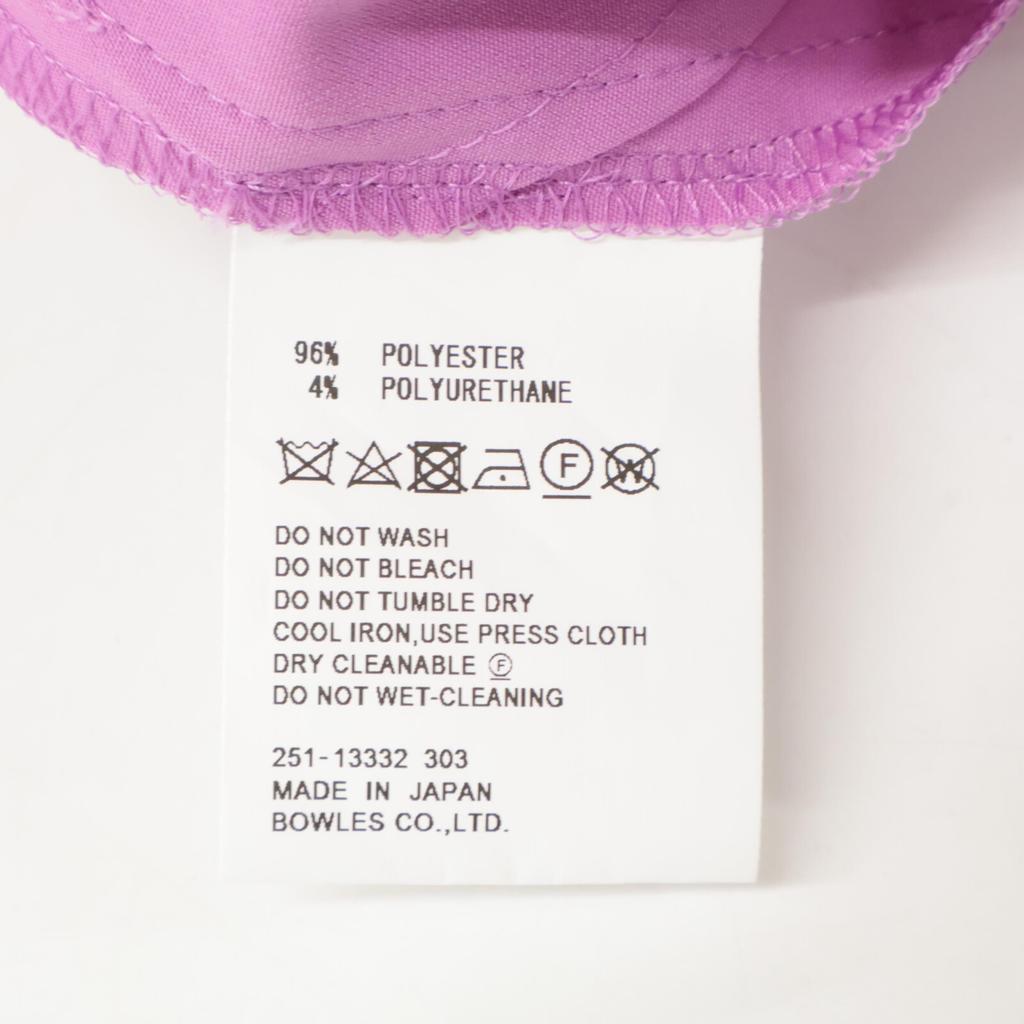 96% POLYESTER
4% POLYURETHANE
F W
DO NOT WASH
DO NOT BLEACH
DO NOT TUMBLE DRY
COOL IRON,USE PRESS CLOTH
DRY CLEANABLE Ⓕ
DO NOT WET-CLEANING
251-13332 303
MADE IN JAPAN
BOWLES CO.,LTD.